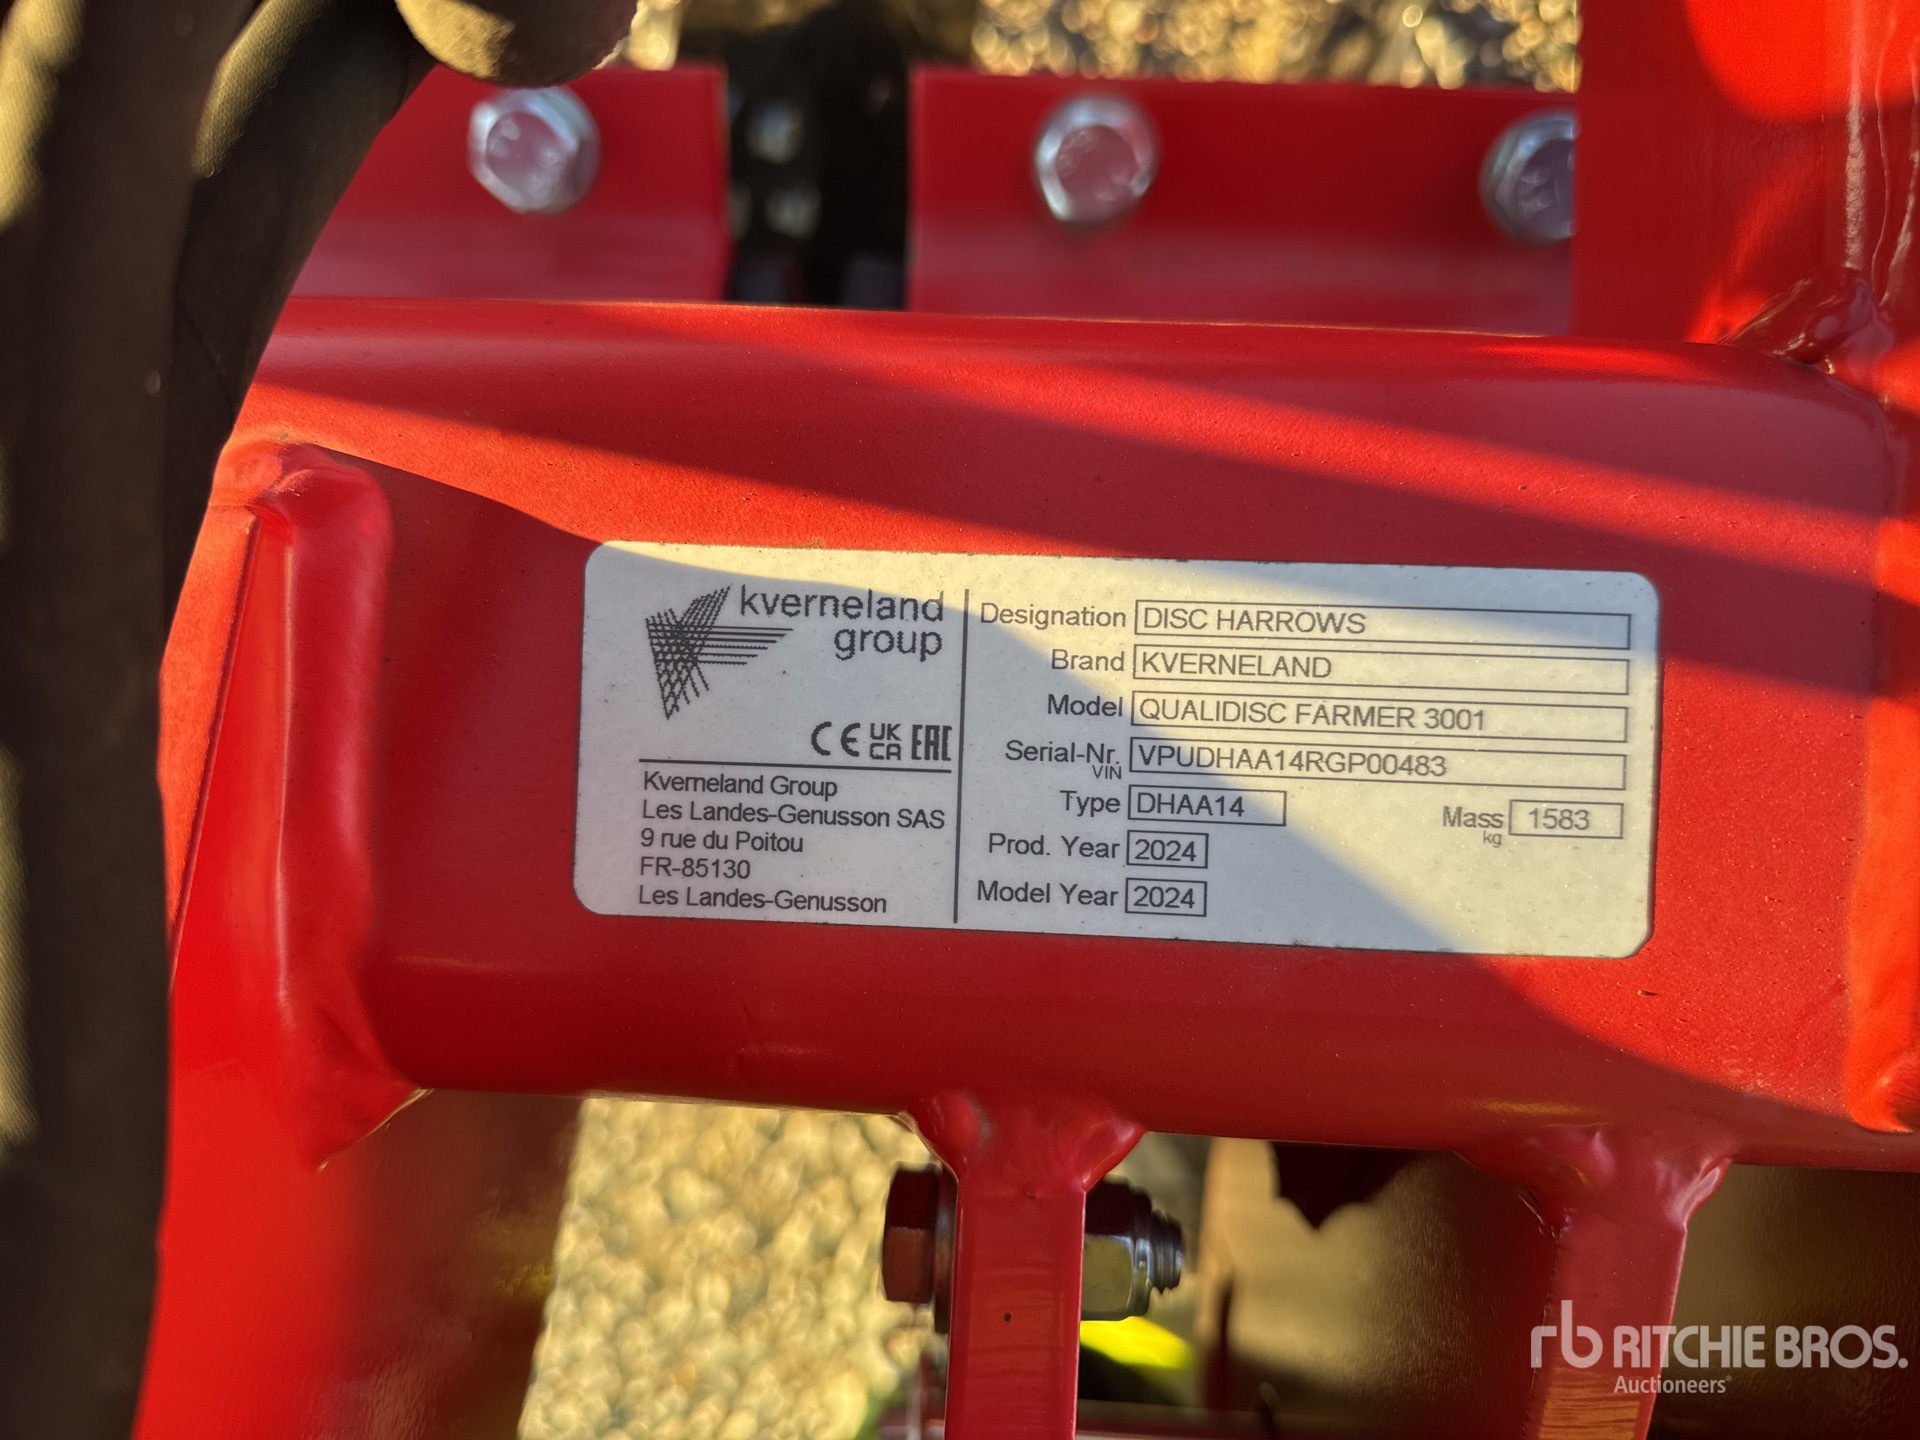 kverneland
group
CE UK CA EAC
Kverneland Group
Les Landes-Genusson SAS
9 rue du Poitou
FR-85130
Les Landes-Genusson
Designation DISC HARROWS
Brand KVERNELAND
Model QUALIDISC FARMER 3001
Serial-Nr. VIN VPUDHAA14RGP00483
Type DHAA14 Mass kg 1583
Prod. Year 2024
Model Year 2024
rb RITCHIE BROS.
Auctioneers